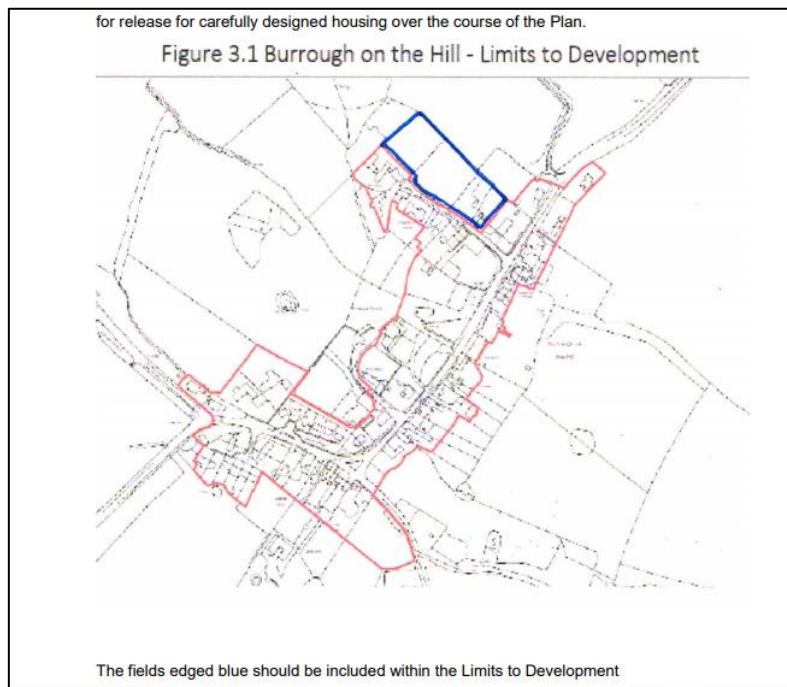 for release for carefully designed housing over the course of the Plan.
Figure 3.1 Burrough on the Hill - Limits to Development
The fields edged blue should be included within the Limits to Development